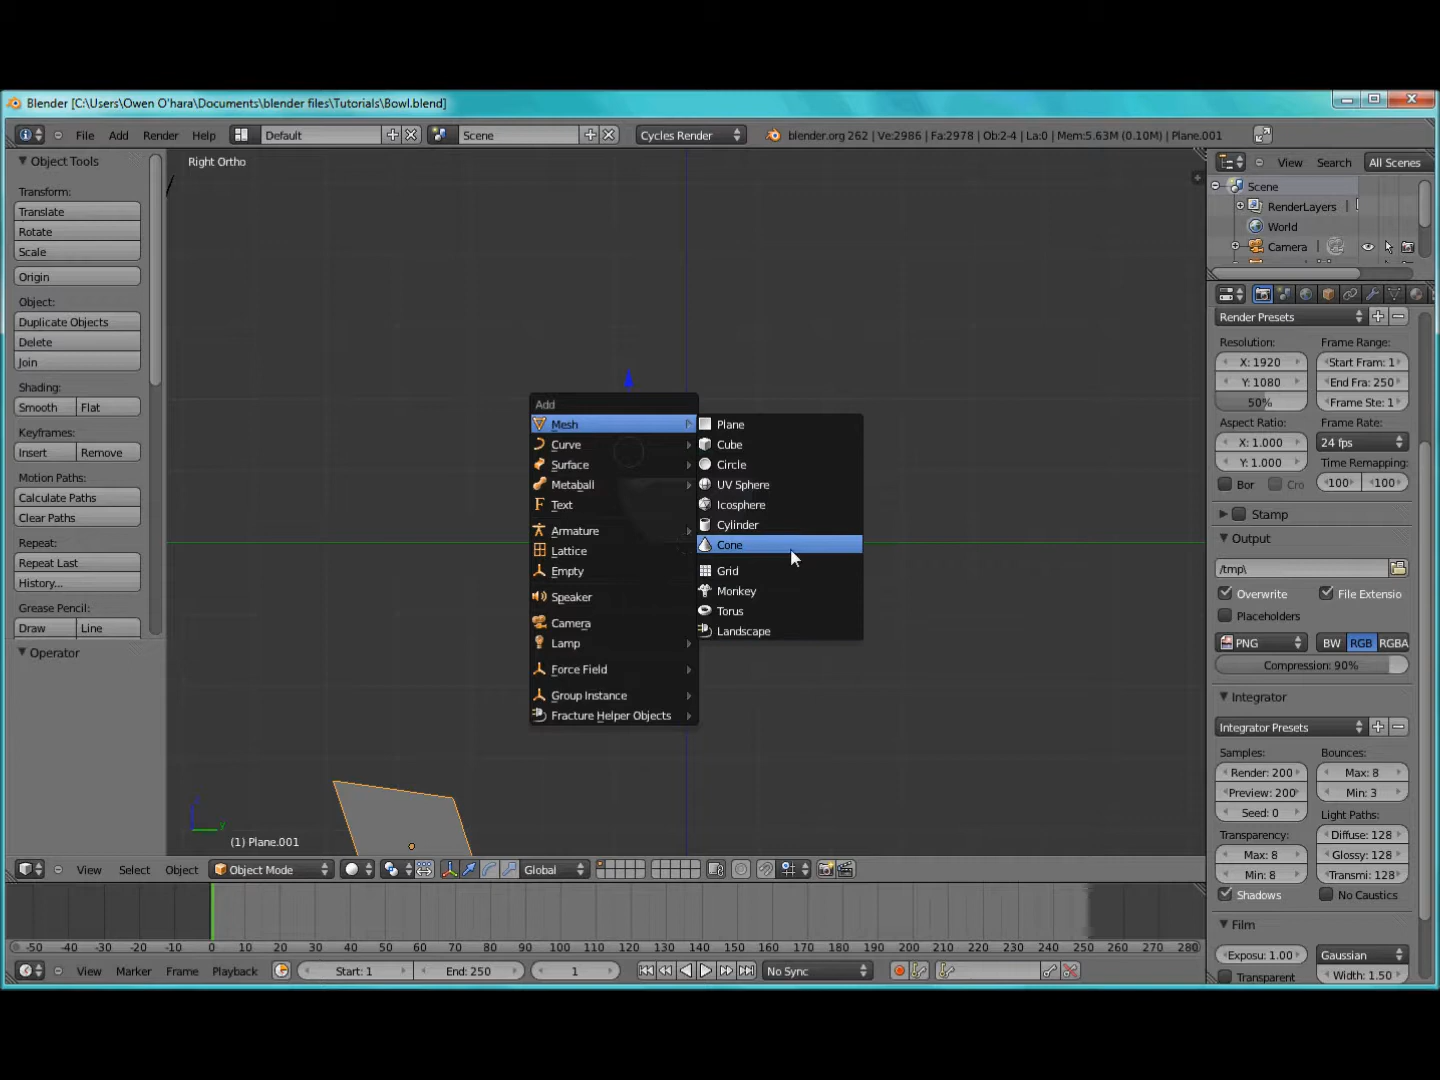 Blender [C:\Users\Owen O'hara\Documents\blender files\Tutorials\Bowl.blend]
File Add Render Help Default Scene Cycles Render blender.org 262 | Ve:2986 | Fa:2978 | Ob:2-4 | La:0 | Mem:5.63M (0.10M) | Plane.001
Object Tools
Transform:
Translate
Rotate
Scale
Origin
Object:
Duplicate Objects
Delete
Join
Shading:
Smooth Flat
Keyframes:
Insert Remove
Motion Paths:
Calculate Paths
Clear Paths
Repeat:
Repeat Last
History...
Grease Pencil:
Draw Line
Operator
Right Ortho
Add
Mesh
Curve
Surface
Metaball
Text
Armature
Lattice
Empty
Speaker
Camera
Lamp
Force Field
Group Instance
Fracture Helper Objects
Plane
Cube
Circle
UV Sphere
Icosphere
Cylinder
Cone
Grid
Monkey
Torus
Landscape
(1) Plane.001
View Select Object Object Mode Global
View Search All Scenes
Scene
RenderLayers |
World
Camera |
Render Presets
Resolution: Frame Range:
X: 1920 Start Fram: 1
Y: 1080 End Fra: 250
50% Frame Ste: 1
Aspect Ratio: Frame Rate:
X: 1.000 24 fps
Y: 1.000 Time Remapping:
Bor Cro 100 100
Stamp
Output
/tmp\
Overwrite File Extensio
Placeholders
PNG BW RGB RGBA
Compression: 90%
Integrator
Integrator Presets
Samples: Bounces:
Render: 200 Max: 8
Preview: 200 Min: 3
Seed: 0 Light Paths:
Transparency: Diffuse: 128
Max: 8 Glossy: 128
Min: 8 Transmi: 128
Shadows No Caustics
Film
Exposu: 1.00 Gaussian
Transparent Width: 1.50
-50 -40 -30 -20 -10 0 10 20 30 40 50 60 70 80 90 100 110 120 130 140 150 160 170 180 190 200 210 220 230 240 250 260 270 280
View Marker Frame Playback Start: 1 End: 250 1 No Sync